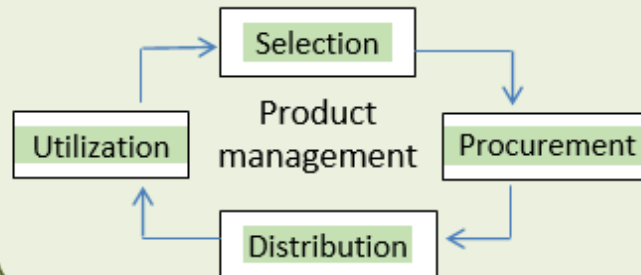 Selection
Product
management
Utilization
Procurement
Distribution